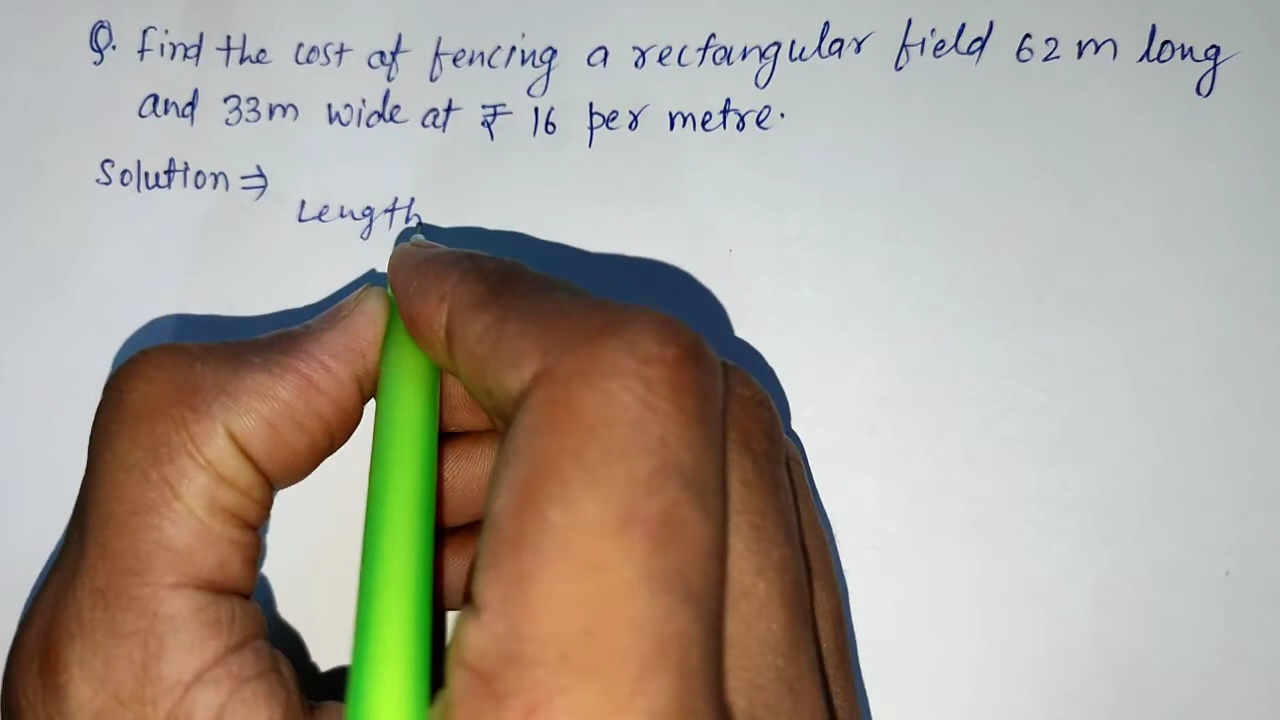 Q. Find the cost of fencing a rectangular field 62 m long
and 33m wide at ₹ 16 per metre.
Solution ⇒
Length